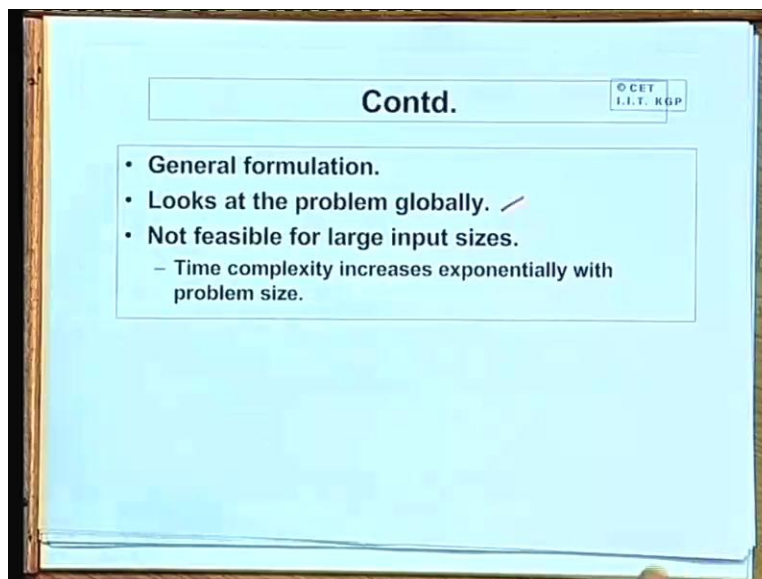 Contd.
© CET
I.I.T. KGP
• General formulation.
• Looks at the problem globally.
• Not feasible for large input sizes.
– Time complexity increases exponentially with
problem size.